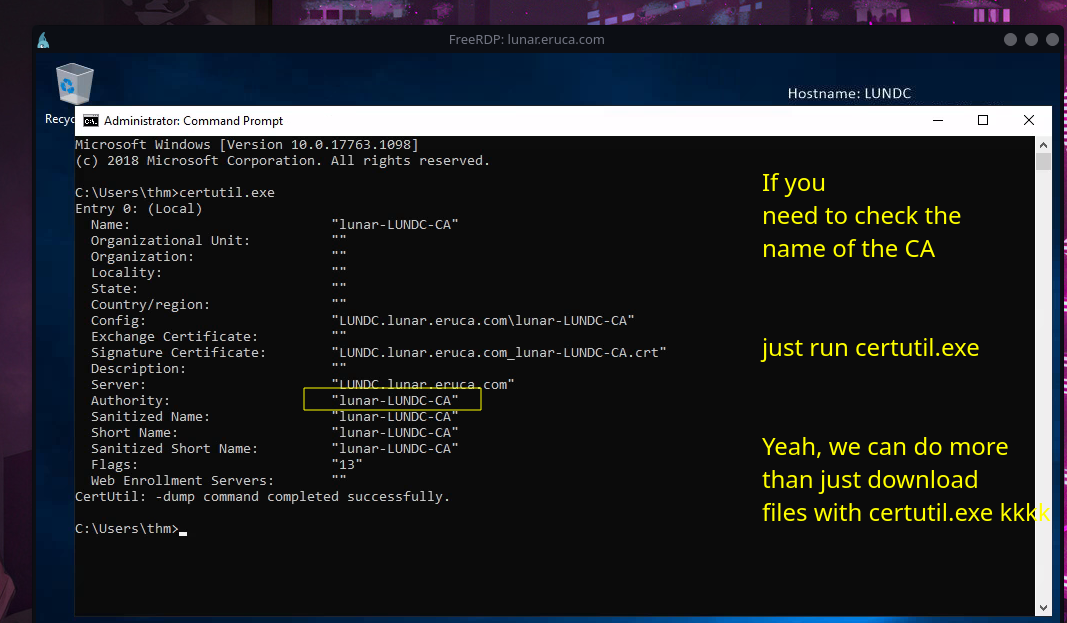 FreeRDP: lunar.eruca.com
Hostname: LUNDC
Administrator: Command Prompt
Microsoft Windows [Version 10.0.17763.1098]
(c) 2018 Microsoft Corporation. All rights reserved.
C:\Users\thm>certutil.exe
Entry 0: (Local)
Name: "lunar-LUNDC-CA"
Organizational Unit: ""
Organization: ""
Locality: ""
State: ""
Country/region: ""
Config: "LUNDC.lunar.eruca.com\lunar-LUNDC-CA"
Exchange Certificate: ""
Signature Certificate: "LUNDC.lunar.eruca.com_lunar-LUNDC-CA.crt"
Description: ""
Server: "LUNDC.lunar.eruca.com"
Authority: "lunar-LUNDC-CA"
Sanitized Name: "lunar-LUNDC-CA"
Short Name: "lunar-LUNDC-CA"
Sanitized Short Name: "lunar-LUNDC-CA"
Flags: "13"
Web Enrollment Servers: ""
CertUtil: -dump command completed successfully.
C:\Users\thm>
If you
need to check the
name of the CA
just run certutil.exe
Yeah, we can do more
than just download
files with certutil.exe kkkk